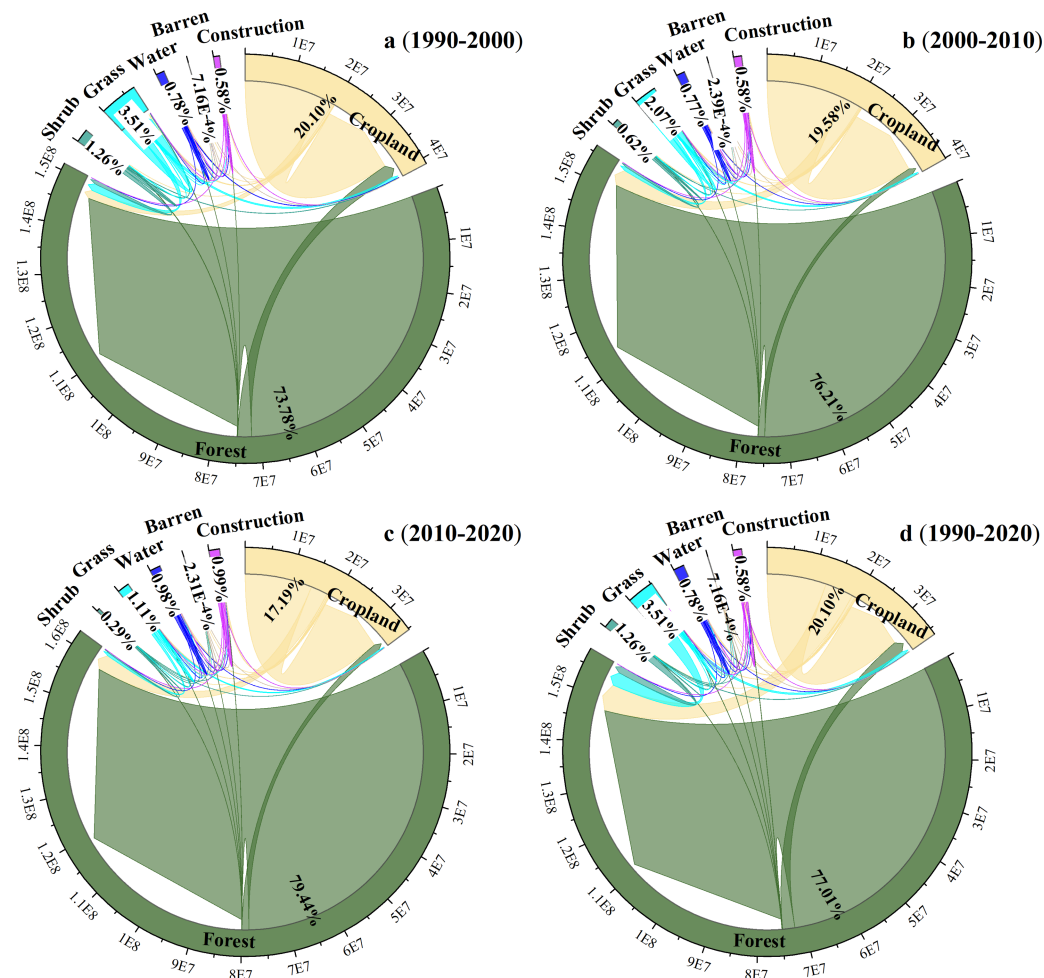 a (1990-2000)
Shrub
Grass
Water
Barren
Construction
Cropland
Forest
1.26%
3.51%
0.78%
7.16E-4%
0.58%
20.10%
73.78%
1E7
2E7
3E7
4E7
1E7
2E7
3E7
4E7
5E7
6E7
7E7
8E7
9E7
1E8
1.1E8
1.2E8
1.3E8
1.4E8
1.5E8
b (2000-2010)
Shrub
Grass
Water
Barren
Construction
Cropland
Forest
0.62%
2.07%
0.77%
2.39E-4%
0.58%
19.58%
76.21%
1E7
2E7
3E7
4E7
1E7
2E7
3E7
4E7
5E7
6E7
7E7
8E7
9E7
1E8
1.1E8
1.2E8
1.3E8
1.4E8
1.5E8
c (2010-2020)
Shrub
Grass
Water
Barren
Construction
Cropland
Forest
0.29%
1.11%
0.98%
2.31E-4%
0.99%
17.19%
79.44%
1E7
2E7
3E7
1E7
2E7
3E7
4E7
5E7
6E7
7E7
8E7
9E7
1E8
1.1E8
1.2E8
1.3E8
1.4E8
1.5E8
1.6E8
d (1990-2020)
Shrub
Grass
Water
Barren
Construction
Cropland
Forest
1.26%
3.51%
0.78%
7.16E-4%
0.58%
20.10%
77.01%
1E7
2E7
3E7
1E7
2E7
3E7
4E7
5E7
6E7
7E7
8E7
9E7
1E8
1.1E8
1.2E8
1.3E8
1.4E8
1.5E8